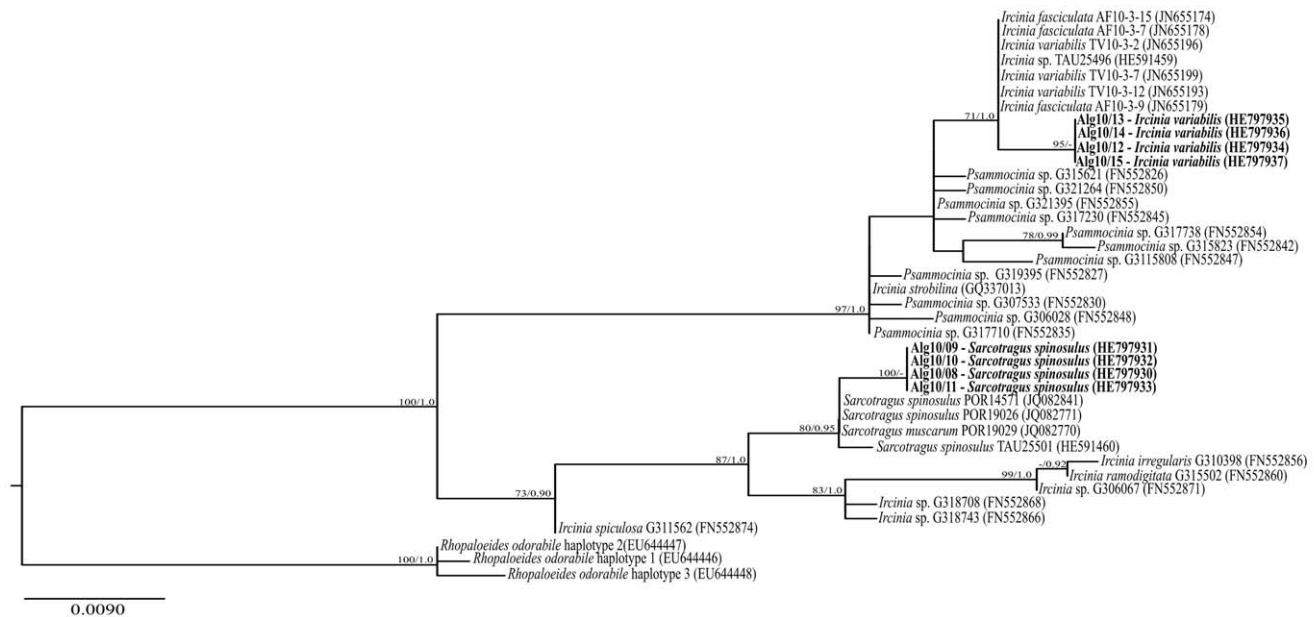 Ircinia fasciculata AF10-3-15 (JN655174)
Ircinia fasciculata AF10-3-7 (JN655178)
Ircinia variabilis TV10-3-2 (JN655196)
Ircinia sp. TAU25496 (HE591459)
Ircinia variabilis TV10-3-7 (JN655199)
Ircinia variabilis TV10-3-12 (JN655193)
Ircinia fasciculata AF10-3-9 (JN655179)
71/1.0
Alg10/13 - Ircinia variabilis (HE797935)
Alg10/14 - Ircinia variabilis (HE797936)
95/-
Alg10/12 - Ircinia variabilis (HE797934)
Alg10/15 - Ircinia variabilis (HE797937)
Psammocinia sp. G315621 (FN552826)
Psammocinia sp. G321264 (FN552850)
Psammocinia sp. G321395 (FN552855)
Psammocinia sp. G317230 (FN552845)
78/0.99
Psammocinia sp. G317738 (FN552854)
Psammocinia sp. G315823 (FN552842)
Psammocinia sp. G3115808 (FN552847)
Psammocinia sp. G319395 (FN552827)
Ircinia strobilina (GQ337013)
97/1.0
Psammocinia sp. G307533 (FN552830)
Psammocinia sp. G306028 (FN552848)
Psammocinia sp. G317710 (FN552835)
Alg10/09 - Sarcotragus spinosulus (HE797931)
Alg10/10 - Sarcotragus spinosulus (HE797932)
100/-
Alg10/08 - Sarcotragus spinosulus (HE797930)
Alg10/11 - Sarcotragus spinosulus (HE797933)
100/1.0
Sarcotragus spinosulus POR14571 (JQ082841)
Sarcotragus spinosulus POR19026 (JQ082771)
80/0.95
Sarcotragus muscarum POR19029 (JQ082770)
Sarcotragus spinosulus TAU25501 (HE591460)
87/1.0
-/0.92
Ircinia irregularis G310398 (FN552856)
99/1.0
Ircinia ramodigitata G315502 (FN552860)
Ircinia sp. G306067 (FN552871)
73/0.90
83/1.0
Ircinia sp. G318708 (FN552868)
Ircinia sp. G318743 (FN552866)
Ircinia spiculosa G311562 (FN552874)
Rhopaloeides odorabile haplotype 2(EU644447)
100/1.0
Rhopaloeides odorabile haplotype 1 (EU644446)
Rhopaloeides odorabile haplotype 3 (EU644448)
0.0090